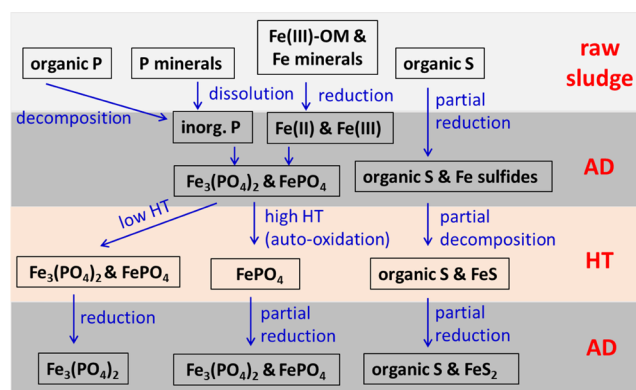 Fe(III)-OM &
Fe minerals
organic P
P minerals
organic S
raw
sludge
decomposition
dissolution
reduction
partial
reduction
inorg. P
Fe(II) & Fe(III)
AD
Fe₃(PO₄)₂ & FePO₄
organic S & Fe sulfides
low HT
high HT
(auto-oxidation)
partial
decomposition
HT
Fe₃(PO₄)₂ & FePO₄
FePO₄
organic S & FeS
reduction
partial
reduction
partial
reduction
AD
Fe₃(PO₄)₂
Fe₃(PO₄)₂ & FePO₄
organic S & FeS₂